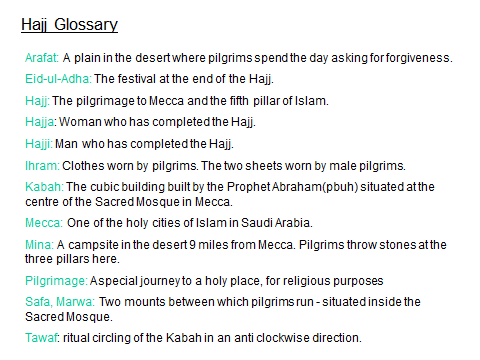 Hajj Glossary
Arafat: A plain in the desert where pilgrims spend the day asking for forgiveness.
Eid-ul-Adha: The festival at the end of the Hajj.
Hajj: The pilgrimage to Mecca and the fifth pillar of Islam.
Hajja: Woman who has completed the Hajj.
Hajji: Man who has completed the Hajj.
Ihram: Clothes worn by pilgrims. The two sheets worn by male pilgrims.
Kabah: The cubic building built by the Prophet Abraham(pbuh) situated at the
centre of the Sacred Mosque in Mecca.
Mecca: One of the holy cities of Islam in Saudi Arabia.
Mina: A campsite in the desert 9 miles from Mecca. Pilgrims throw stones at the
three pillars here.
Pilgrimage: A special journey to a holy place, for religious purposes
Safa, Marwa: Two mounts between which pilgrims run - situated inside the
Sacred Mosque.
Tawaf: ritual circling of the Kabah in an anti clockwise direction.